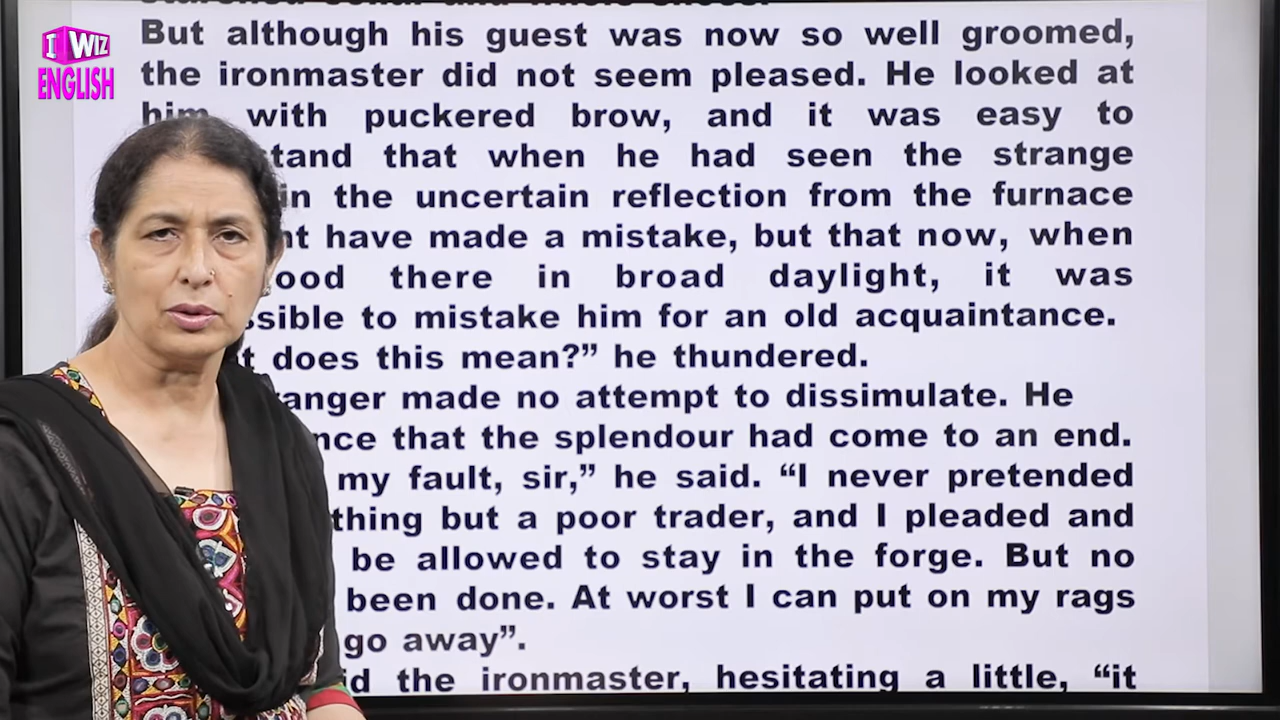 I WIZ
ENGLISH
But although his guest was now so well groomed,
the ironmaster did not seem pleased. He looked at
him with puckered brow, and it was easy to
stand that when he had seen the strange
in the uncertain reflection from the furnace
have made a mistake, but that now, when
there in broad daylight, it was
to mistake him for an old acquaintance.
does this mean?” he thundered.
made no attempt to dissimulate. He
that the splendour had come to an end.
my fault, sir,” he said. “I never pretended
thing but a poor trader, and I pleaded and
be allowed to stay in the forge. But no
been done. At worst I can put on my rags
go away”.
the ironmaster, hesitating a little, “it